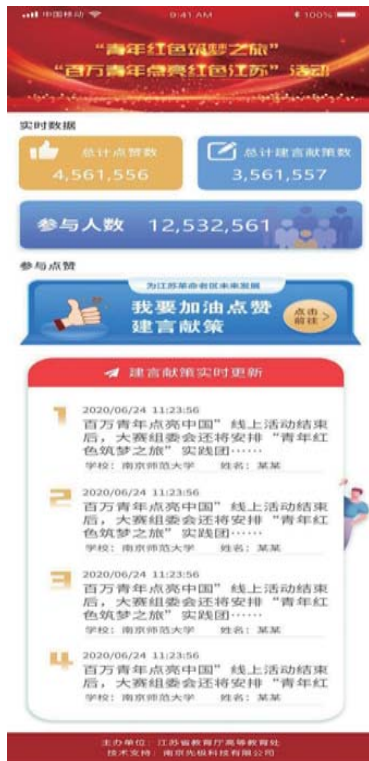 中国移动
9:41 AM
100%
“青年红色筑梦之旅”
“百万青年点亮红色江苏”活动
实时数据
总计点赞数
4,561,556
总计建言献策数
3,561,557
参与人数 12,532,561
参与点赞
为江苏革命老区未来发展
我要加油点赞
建言献策
点击
前往>
建言献策实时更新
1
2020/06/24 11:23:56
百万青年点亮中国”线上活动结束
后,大赛组委会还将安排“青年红
色筑梦之旅”实践团……
学校:南京师范大学 姓名:某某
2
2020/06/24 11:23:56
百万青年点亮中国”线上活动结束
后,大赛组委会还将安排“青年红
色筑梦之旅”实践团……
学校:南京师范大学 姓名:某某
3
2020/06/24 11:23:56
百万青年点亮中国”线上活动结束
后,大赛组委会还将安排“青年红
色筑梦之旅”实践团……
学校:南京师范大学 姓名:某某
4
2020/06/24 11:23:56
百万青年点亮中国”线上活动结束
后,大赛组委会还将安排“青年红
学校:南京师范大学 姓名:某某
主办单位:江苏省教育厅高等教育处
技术支持:南京先极科技有限公司